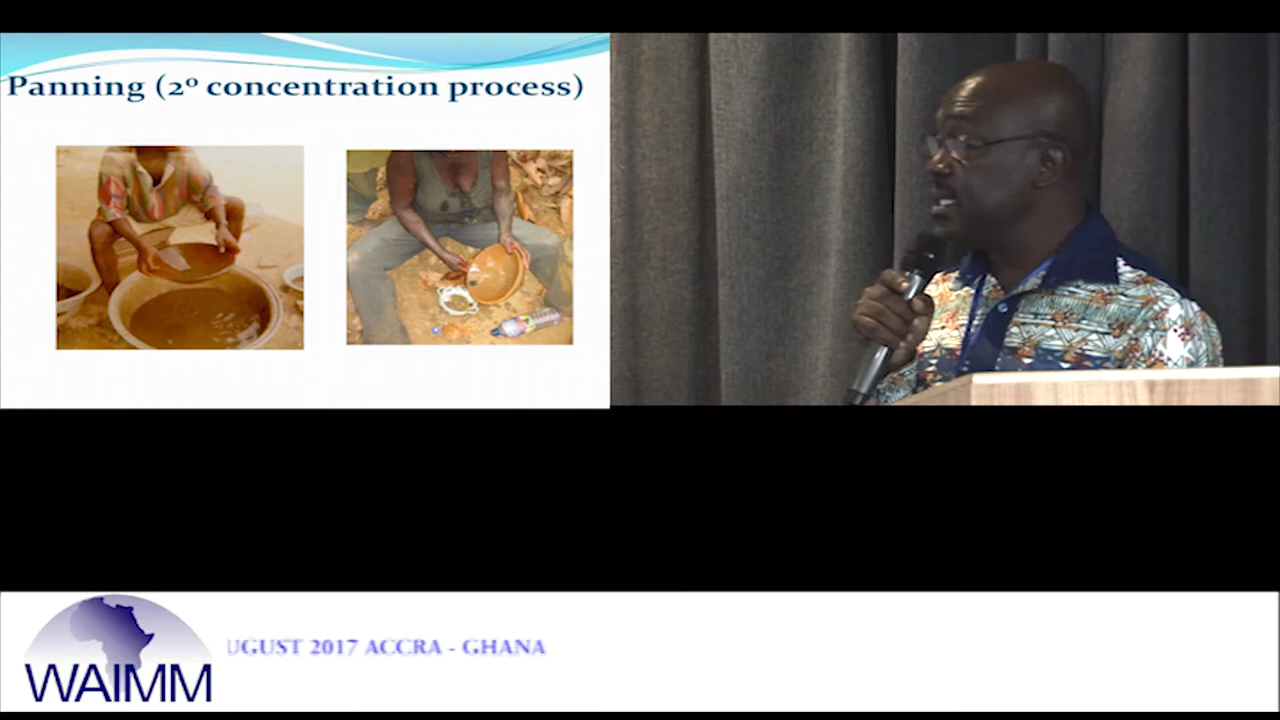 Panning (2º concentration process)
UGUST 2017 ACCRA - GHANA
WAIMM